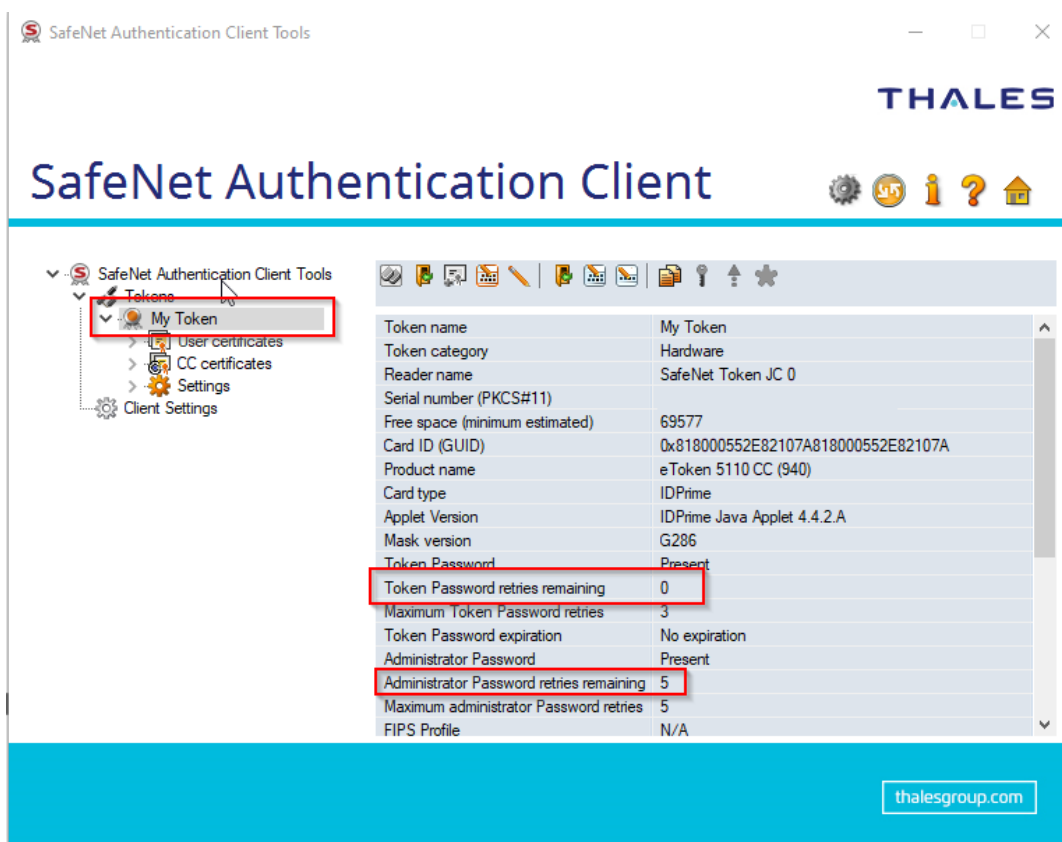 SafeNet Authentication Client Tools
THALES
SafeNet Authentication Client
SafeNet Authentication Client Tools
Tokens
My Token
User certificates
CC certificates
Settings
Client Settings
Token name My Token
Token category Hardware
Reader name SafeNet Token JC 0
Serial number (PKCS#11)
Free space (minimum estimated) 69577
Card ID (GUID) 0x818000552E82107A818000552E82107A
Product name eToken 5110 CC (940)
Card type IDPrime
Applet Version IDPrime Java Applet 4.4.2.A
Mask version G286
Token Password Present
Token Password retries remaining 0
Maximum Token Password retries 3
Token Password expiration No expiration
Administrator Password Present
Administrator Password retries remaining 5
Maximum administrator Password retries 5
FIPS Profile N/A
thalesgroup.com